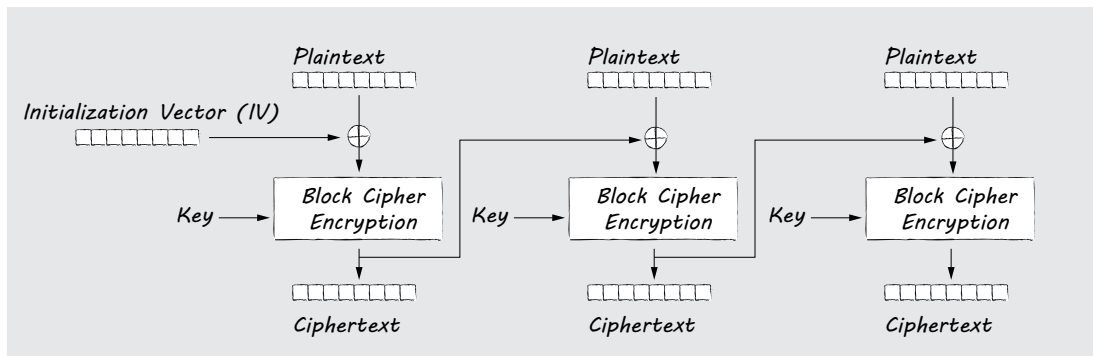 Plaintext
Plaintext
Plaintext
Initialization Vector (IV)
Key
Block Cipher
Encryption
Key
Block Cipher
Encryption
Key
Block Cipher
Encryption
Ciphertext
Ciphertext
Ciphertext